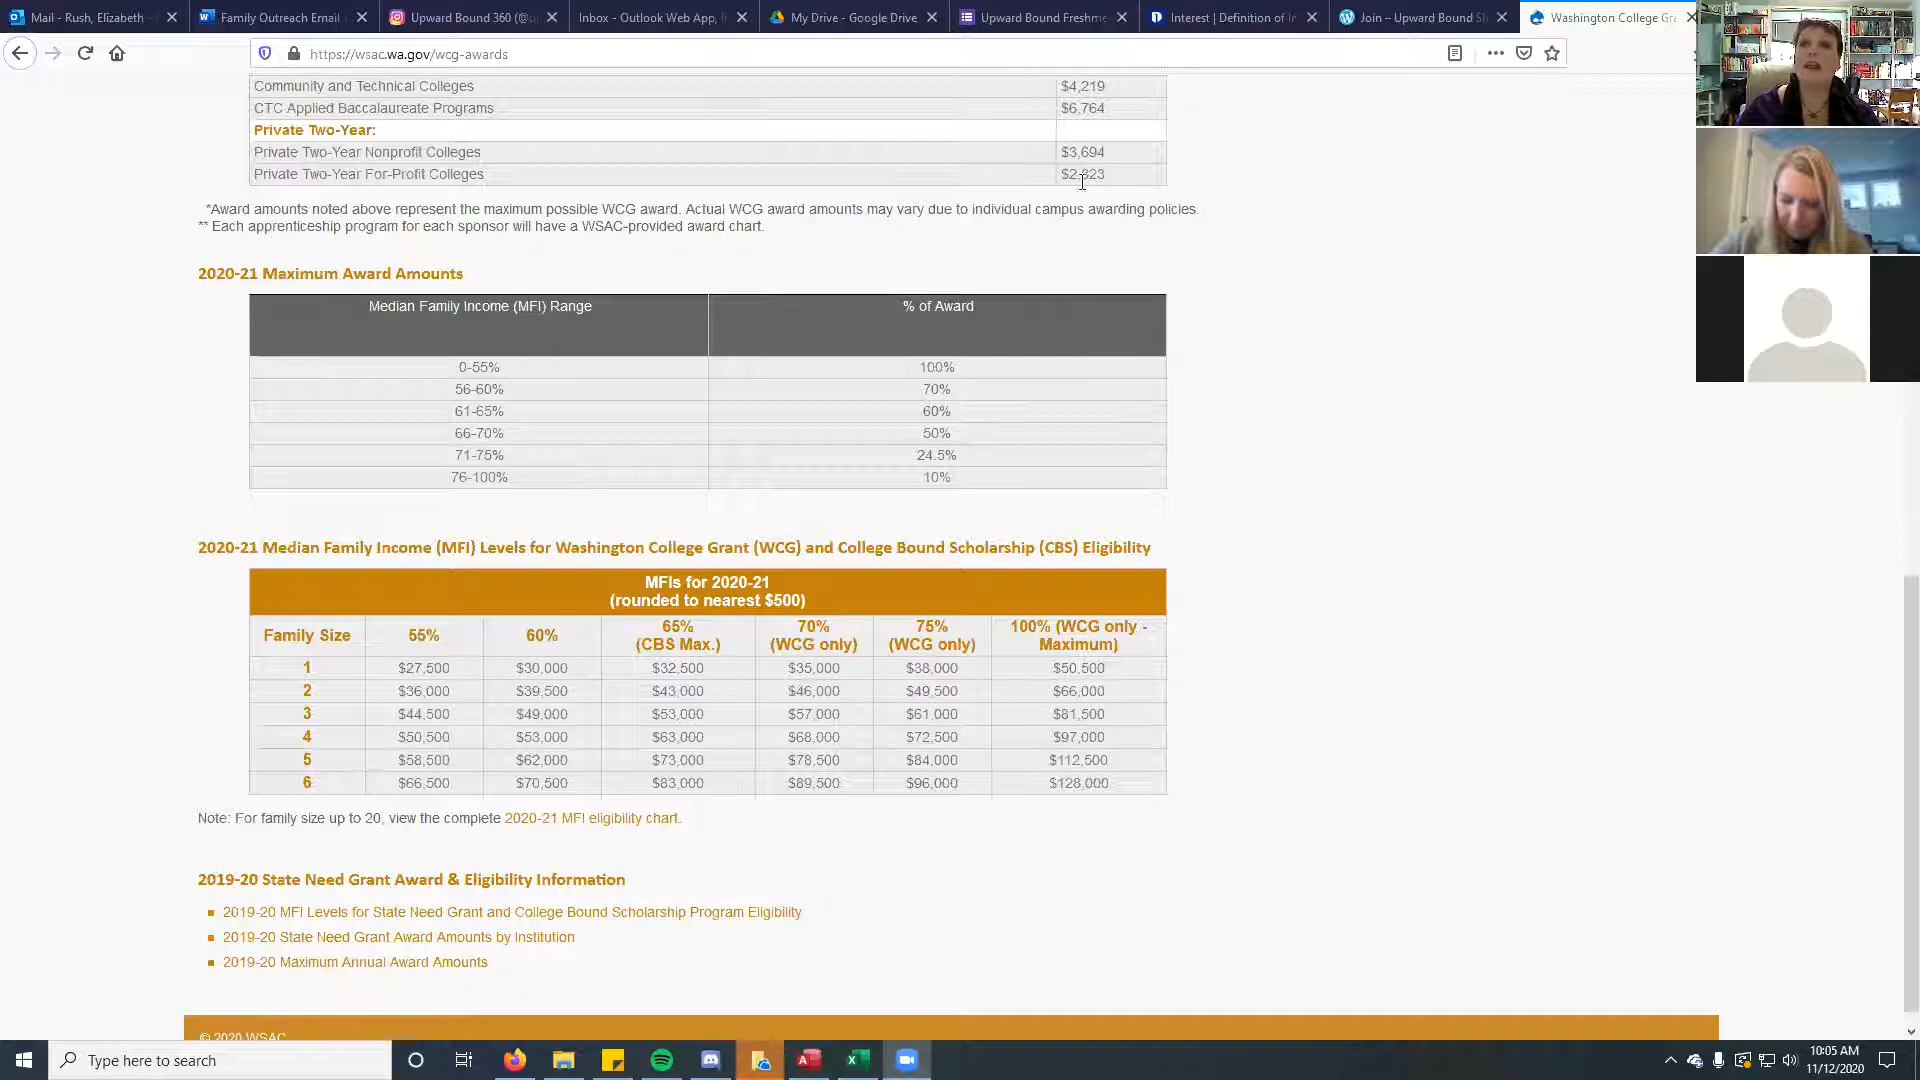 Mail - Rush, Elizabeth -
Family Outreach Email
Upward Bound 360 (@u
Inbox - Outlook Web App,
My Drive - Google Drive
Upward Bound Freshme
Interest | Definition of In
Join – Upward Bound S
Washington College Gra
https://wsac.wa.gov/wcg-awards
Community and Technical Colleges $4,219
CTC Applied Baccalaureate Programs $6,764
Private Two-Year:
Private Two-Year Nonprofit Colleges $3,694
Private Two-Year For-Profit Colleges $2,823
*Award amounts noted above represent the maximum possible WCG award. Actual WCG award amounts may vary due to individual campus awarding policies.
** Each apprenticeship program for each sponsor will have a WSAC-provided award chart.
2020-21 Maximum Award Amounts
Median Family Income (MFI) Range % of Award
0-55% 100%
56-60% 70%
61-65% 60%
66-70% 50%
71-75% 24.5%
76-100% 10%
2020-21 Median Family Income (MFI) Levels for Washington College Grant (WCG) and College Bound Scholarship (CBS) Eligibility
MFIs for 2020-21
(rounded to nearest $500)
Family Size 55% 60% 65% (CBS Max.) 70% (WCG only) 75% (WCG only) 100% (WCG only - Maximum)
1 $27,500 $30,000 $32,500 $35,000 $38,000 $50,500
2 $36,000 $39,500 $43,000 $46,000 $49,500 $66,000
3 $44,500 $49,000 $53,000 $57,000 $61,000 $81,500
4 $50,500 $53,000 $63,000 $68,000 $72,500 $97,000
5 $58,500 $62,000 $73,000 $78,500 $84,000 $112,500
6 $66,500 $70,500 $83,000 $89,500 $96,000 $128,000
Note: For family size up to 20, view the complete 2020-21 MFI eligibility chart.
2019-20 State Need Grant Award & Eligibility Information
2019-20 MFI Levels for State Need Grant and College Bound Scholarship Program Eligibility
2019-20 State Need Grant Award Amounts by Institution
2019-20 Maximum Annual Award Amounts
© 2020 WSAC
Type here to search
10:05 AM
11/12/2020